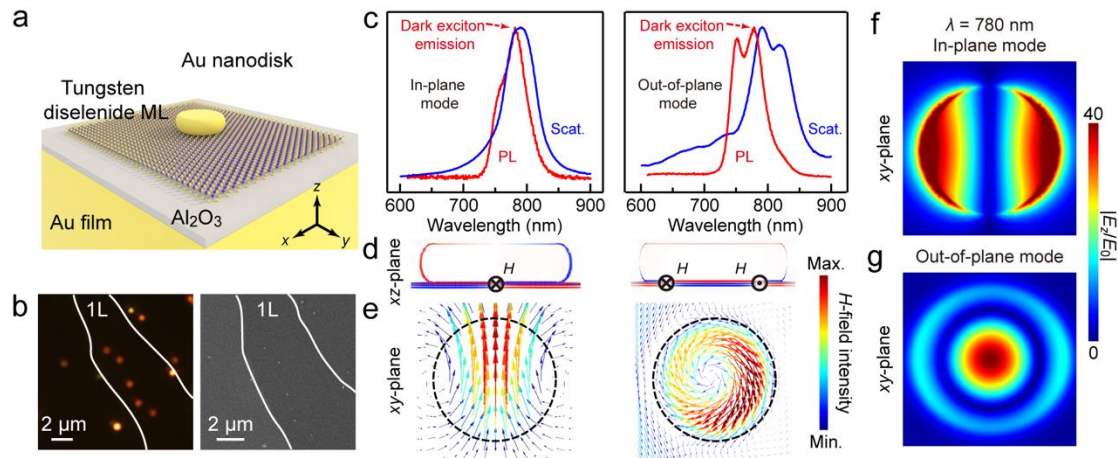 a
Au nanodisk
Tungsten
diselenide ML
Al₂O₃
Au film
z
x
y
b
1L
2 μm
1L
2 μm
c
Dark exciton
emission
In-plane
mode
Scat.
PL
600 700 800 900
Wavelength (nm)
Dark exciton
emission
Out-of-plane
mode
Scat.
PL
600 700 800 900
Wavelength (nm)
d
xz-plane
H
H
H
e
xy-plane
Max.
H-field intensity
Min.
f
λ = 780 nm
In-plane mode
xy-plane
40
|Ez/E0|
0
g
Out-of-plane mode
xy-plane